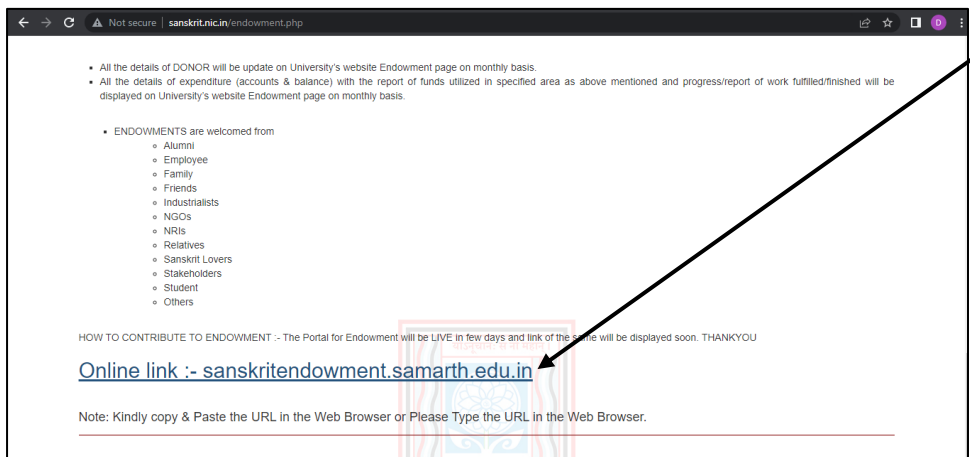 Not secure | sanskrit.nic.in/endowment.php
D
• All the details of DONOR will be update on University's website Endowment page on monthly basis.
• All the details of expenditure (accounts & balance) with the report of funds utilized in specified area as above mentioned and progress/report of work fulfilled/finished will be
displayed on University's website Endowment page on monthly basis.
• ENDOWMENTS are welcomed from
Alumni
Employee
Family
Friends
Industrialists
NGOs
NRIs
Relatives
Sanskrit Lovers
Stakeholders
Student
Others
HOW TO CONTRIBUTE TO ENDOWMENT :- The Portal for Endowment will be LIVE in few days and link of the same will be displayed soon. THANKYOU
Online link :- sanskritendowment.samarth.edu.in
Note: Kindly copy & Paste the URL in the Web Browser or Please Type the URL in the Web Browser.